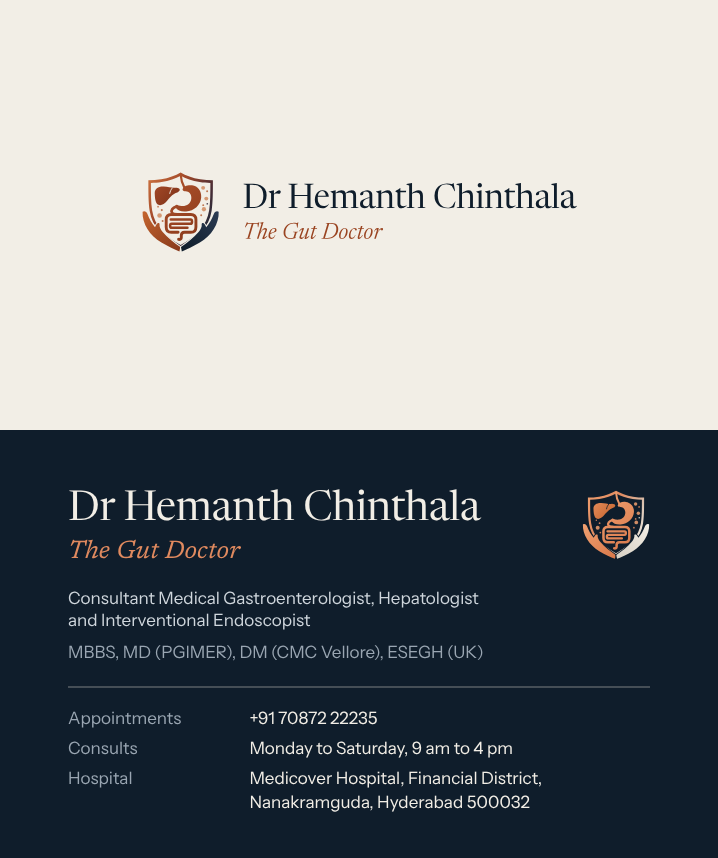 Dr Hemanth Chinthala
The Gut Doctor
Dr Hemanth Chinthala
The Gut Doctor
Consultant Medical Gastroenterologist, Hepatologist
and Interventional Endoscopist
MBBS, MD (PGIMER), DM (CMC Vellore), ESEGH (UK)
Appointments +91 70872 22235
Consults Monday to Saturday, 9 am to 4 pm
Hospital Medicover Hospital, Financial District,
Nanakramguda, Hyderabad 500032